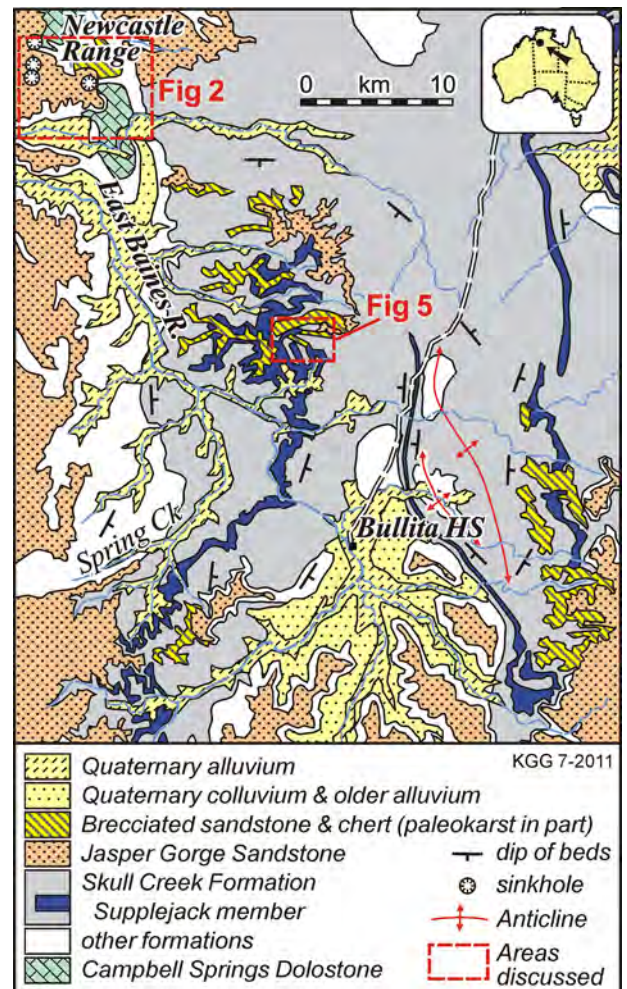 Newcastle
Range
Fig 2
0 km 10
East Baines R.
Fig 5
Spring Ck
Bullita HS
KGG 7-2011
Quaternary alluvium
Quaternary colluvium & older alluvium
Brecciated sandstone & chert (paleokarst in part)
Jasper Gorge Sandstone
Skull Creek Formation
Supplejack member
other formations
Campbell Springs Dolostone
dip of beds
sinkhole
Anticline
Areas
discussed